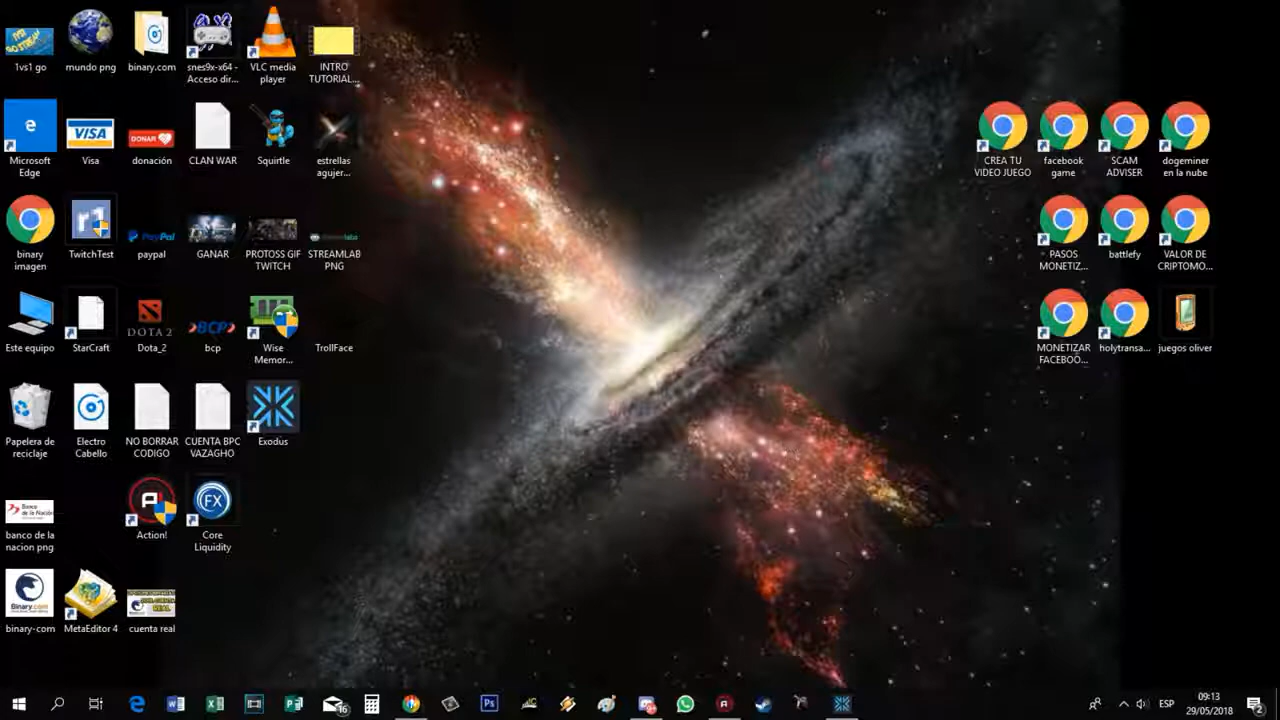 1vs1 go
mundo png
binary.com
snes9x-x64 -
Acceso dir...
VLC media
player
INTRO
TUTORIAL...
Microsoft
Edge
VISA
Visa
DONAR
donación
CLAN WAR
Squirtle
estrellas
agujer...
CREA TU
VIDEO JUEGO
facebook
game
SCAM
ADVISER
dogeminer
en la nube
binary
imagen
TwitchTest
PayPal
paypal
GANAR
PROTOSS GIF
TWITCH
STREAMLAB
PNG
PASOS
MONETIZ...
battlefy
VALOR DE
CRIPTOMO...
Este equipo
StarCraft
DOTA 2
Dota_2
BCP
bcp
Wise
Memor...
TrollFace
MONETIZAR
FACEBOO...
holytransa...
juegos oliver
Papelera de
reciclaje
Electro
Cabello
NO BORRAR
CODIGO
CUENTA BPC
VAZAGHO
Exodus
Banco
de la Nación
banco de la
nacion png
Action!
FX
Core
Liquidity
Binary.com
binary-com
MetaEditor 4
REAL
cuenta real
16
Ps
ESP
09:13
29/05/2018
2